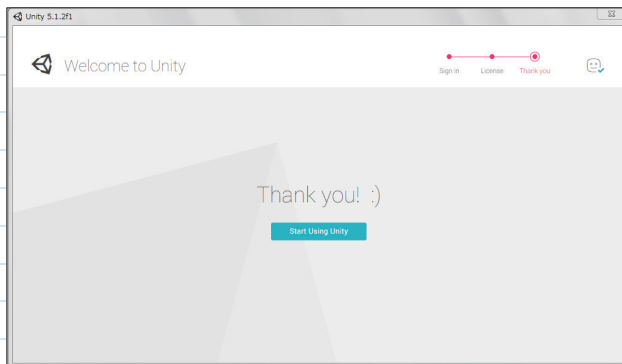 Unity 5.1.2f1
Welcome to Unity
Sign in
License
Thank you
Thank you! :)
Start Using Unity